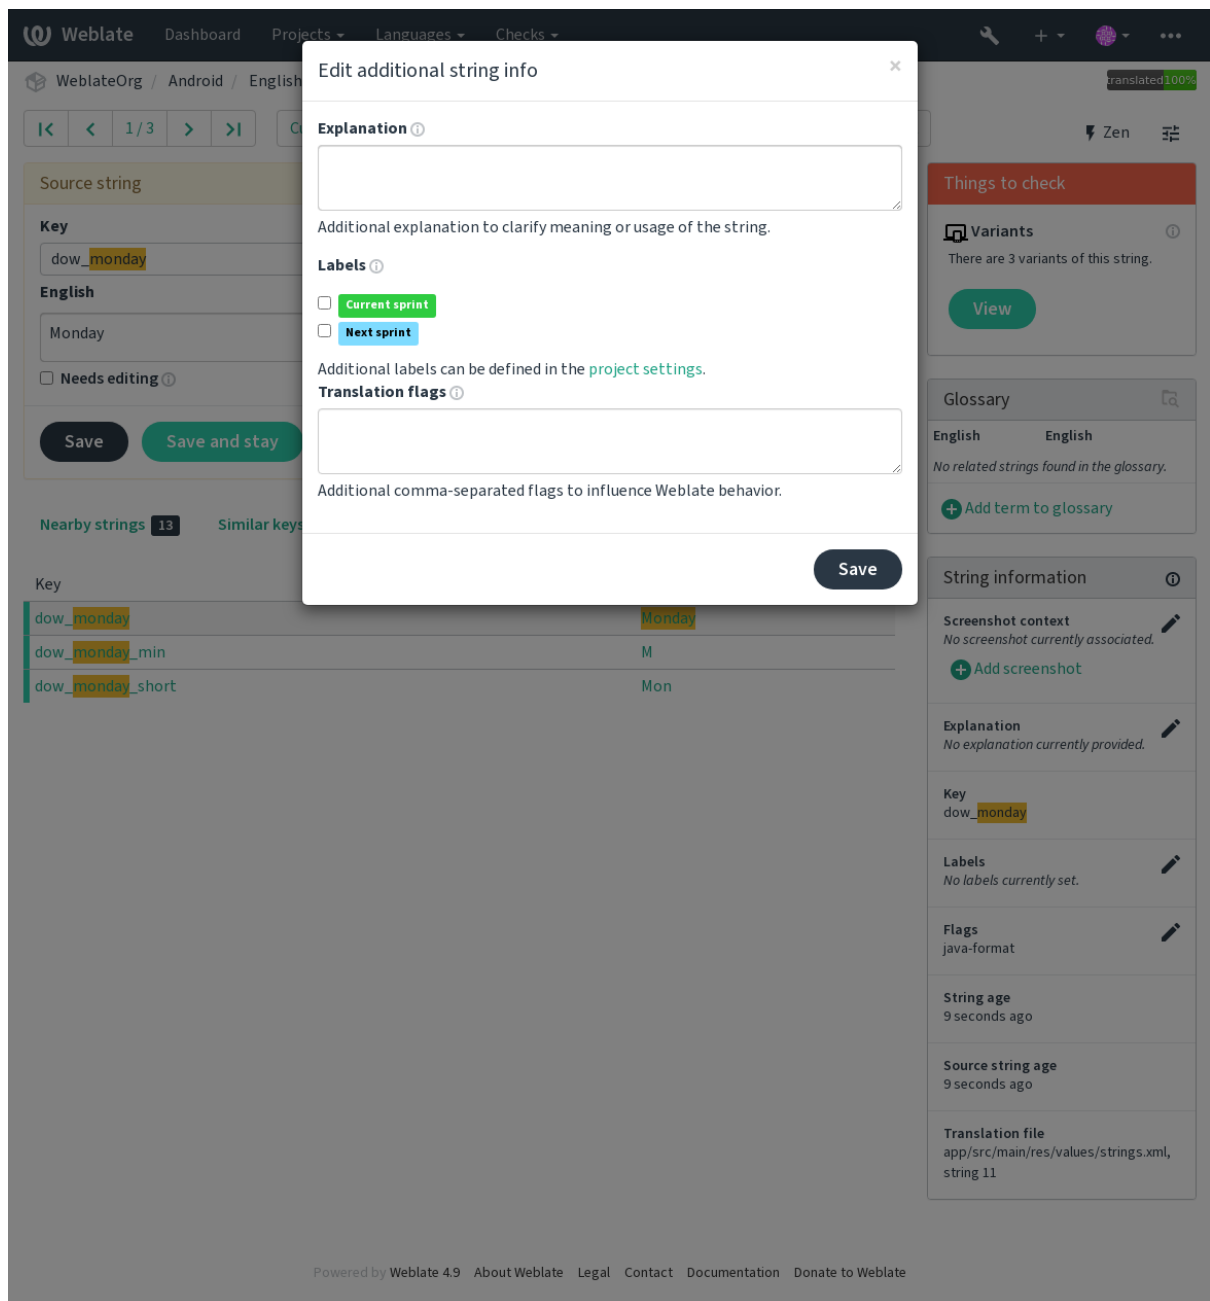 Weblate Dashboard Projects Languages Checks
WeblateOrg / Android / English
translated 100%
1 / 3
Zen
Edit additional string info
×
Explanation
Additional explanation to clarify meaning or usage of the string.
Labels
Current sprint
Next sprint
Additional labels can be defined in the project settings.
Translation flags
Additional comma-separated flags to influence Weblate behavior.
Save
Source string
Key
dow_monday
English
Monday
Needs editing
Save Save and stay
Nearby strings 13 Similar keys
Key
dow_monday Monday
dow_monday_min M
dow_monday_short Mon
Things to check
Variants
There are 3 variants of this string.
View
Glossary
English English
No related strings found in the glossary.
Add term to glossary
String information
Screenshot context
No screenshot currently associated.
Add screenshot
Explanation
No explanation currently provided.
Key
dow_monday
Labels
No labels currently set.
Flags
java-format
String age
9 seconds ago
Source string age
9 seconds ago
Translation file
app/src/main/res/values/strings.xml,
string 11
Powered by Weblate 4.9 About Weblate Legal Contact Documentation Donate to Weblate